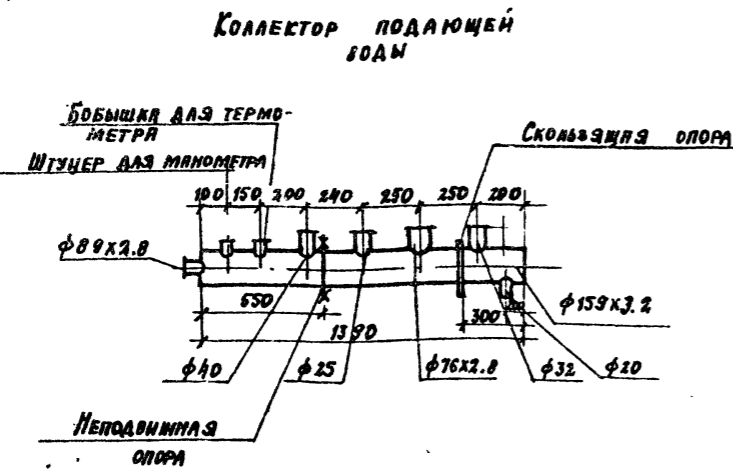 Коллектор подающей
воды
Бобышка для термо-
метра
Штуцер для манометра
Скользящая опора
100 150 200 240 250 250 200
ф89х2.8
550
300
ф159х3.2
1390
ф40 ф25 ф76х2.8 ф32 ф20
Неподвижная
опора